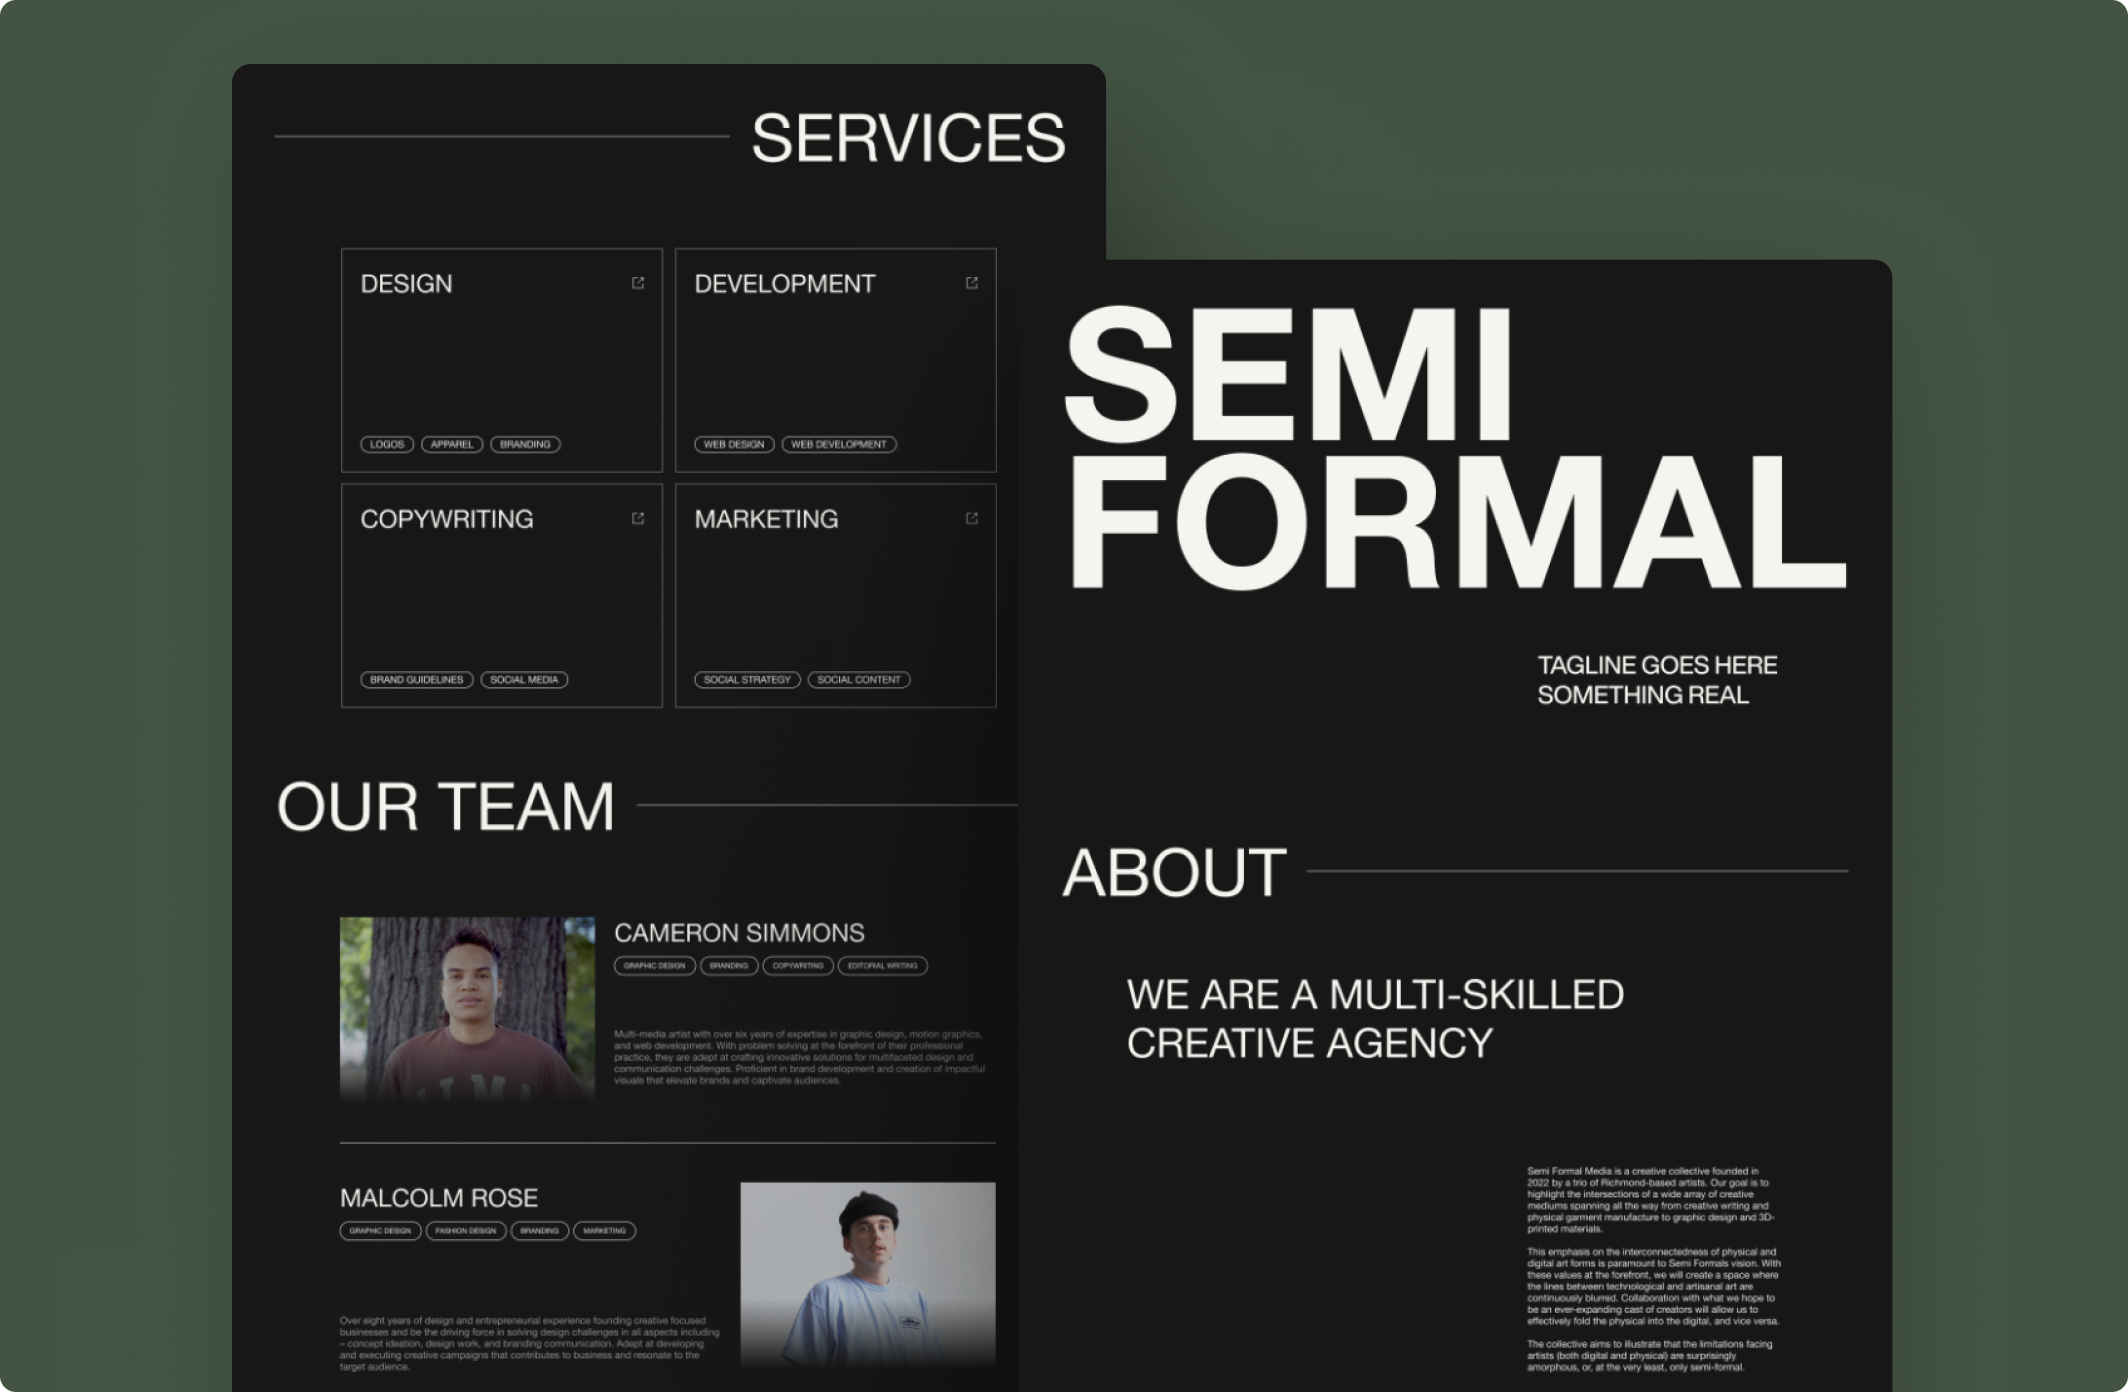 SERVICES
DESIGN
LOGOS APPAREL BRANDING
DEVELOPMENT
WEB DESIGN WEB DEVELOPMENT
COPYWRITING
BRAND GUIDELINES SOCIAL MEDIA
MARKETING
SOCIAL STRATEGY SOCIAL CONTENT
OUR TEAM
CAMERON SIMMONS
GRAPHIC DESIGN BRANDING COPYWRITING EDITORIAL WRITING
Multi-media artist with over six years of expertise in graphic design, motion graphics,
and web development. With problem solving at the forefront of their professional
practice, they are adept at crafting innovative solutions for multifaceted design and
communication challenges. Proficient in brand development and creation of impactful
visuals that elevate brands and captivate audiences.
MALCOLM ROSE
GRAPHIC DESIGN FASHION DESIGN BRANDING MARKETING
Over eight years of design and entrepreneurial experience founding creative focused
businesses and be the driving force in solving design challenges in all aspects including
– concept ideation, design work, and branding communication. Adept at developing
and executing creative campaigns that contributes to business and resonate to the
target audience.
SEMI
FORMAL
TAGLINE GOES HERE
SOMETHING REAL
ABOUT
WE ARE A MULTI-SKILLED
CREATIVE AGENCY
Semi Formal Media is a creative collective founded in
2022 by a trio of Richmond-based artists. Our goal is to
highlight the intersections of a wide array of creative
mediums spanning all the way from creative writing and
physical garment manufacture to graphic design and 3D-
printed materials.
This emphasis on the interconnectedness of physical and
digital art forms is paramount to Semi Formals vision. With
these values at the forefront, we will create a space where
the lines between technological and artisanal art are
continuously blurred. Collaboration with what we hope to
be an ever-expanding cast of creators will allow us to
effectively fold the physical into the digital, and vice versa.
The collective aims to illustrate that the limitations facing
artists (both digital and physical) are surprisingly
amorphous, or, at the very least, only semi-formal.